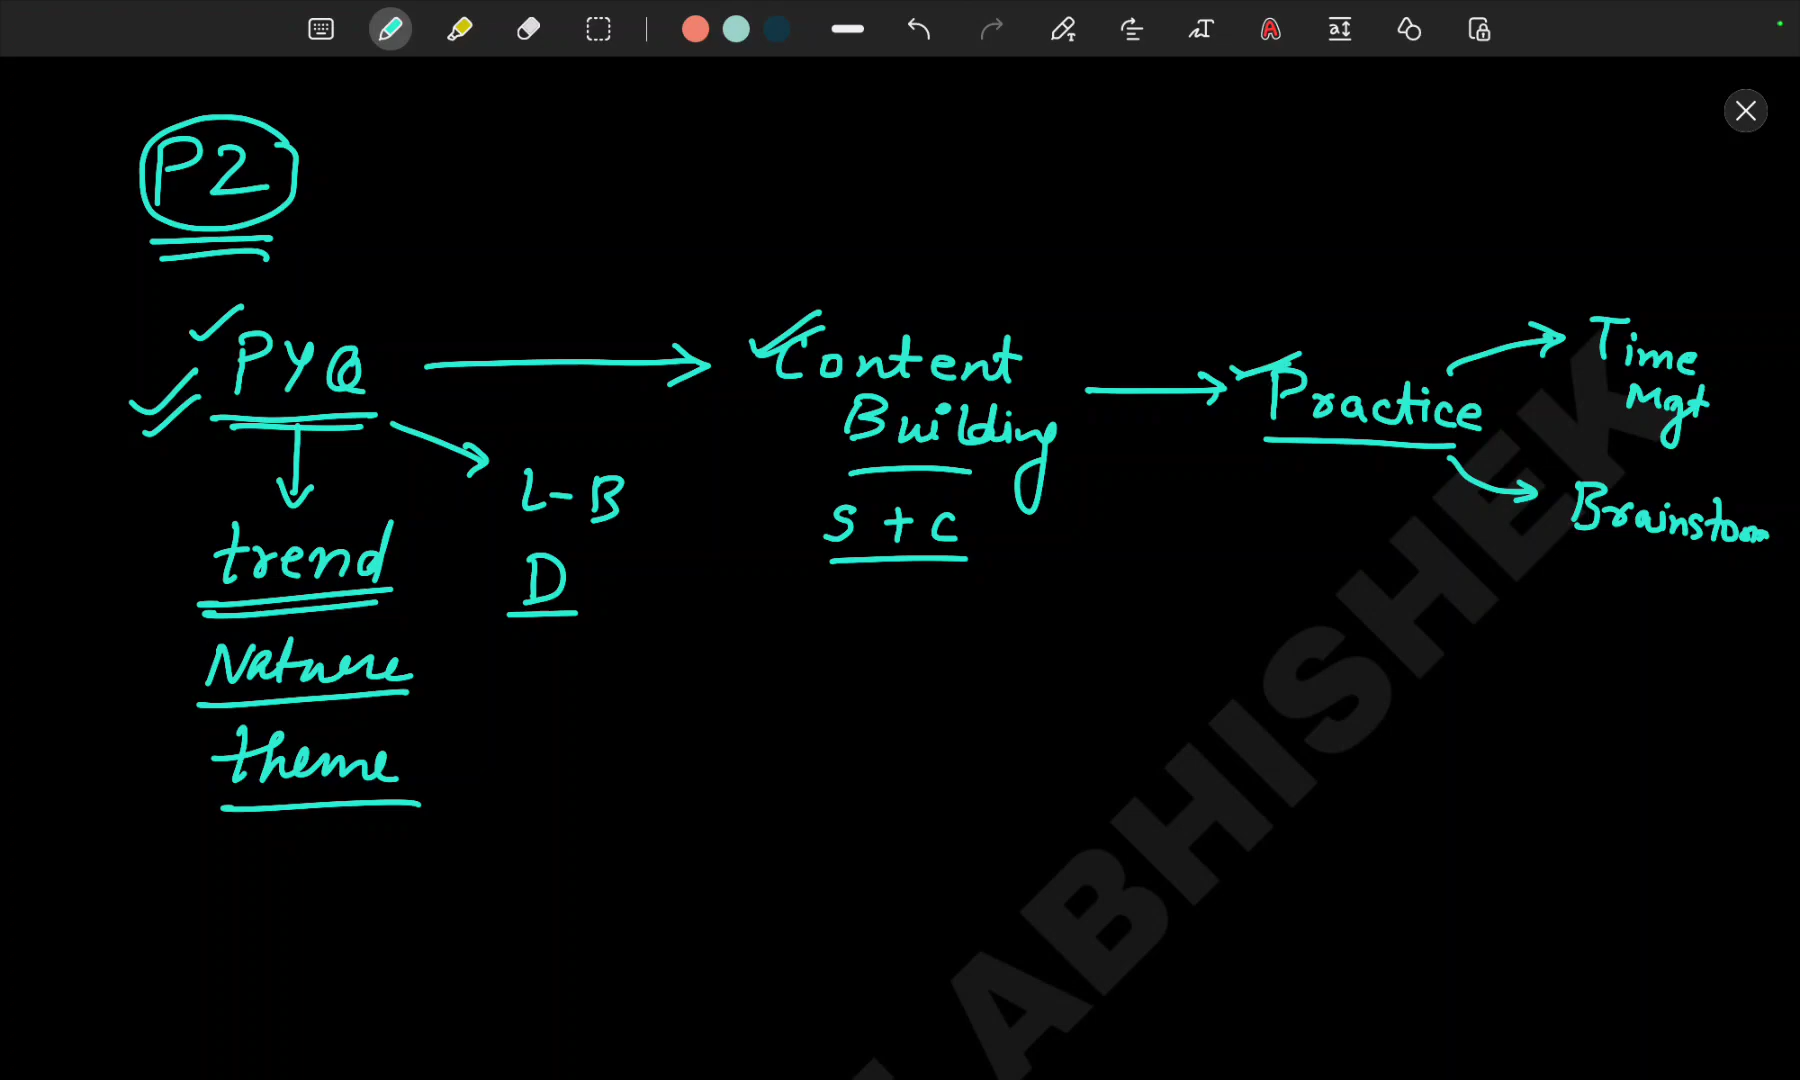 P2
PYQ
Content
Building
S + C
Practice
Time
Mgt
Brainstorm
L-B
D
trend
Nature
theme
ABHISHEK